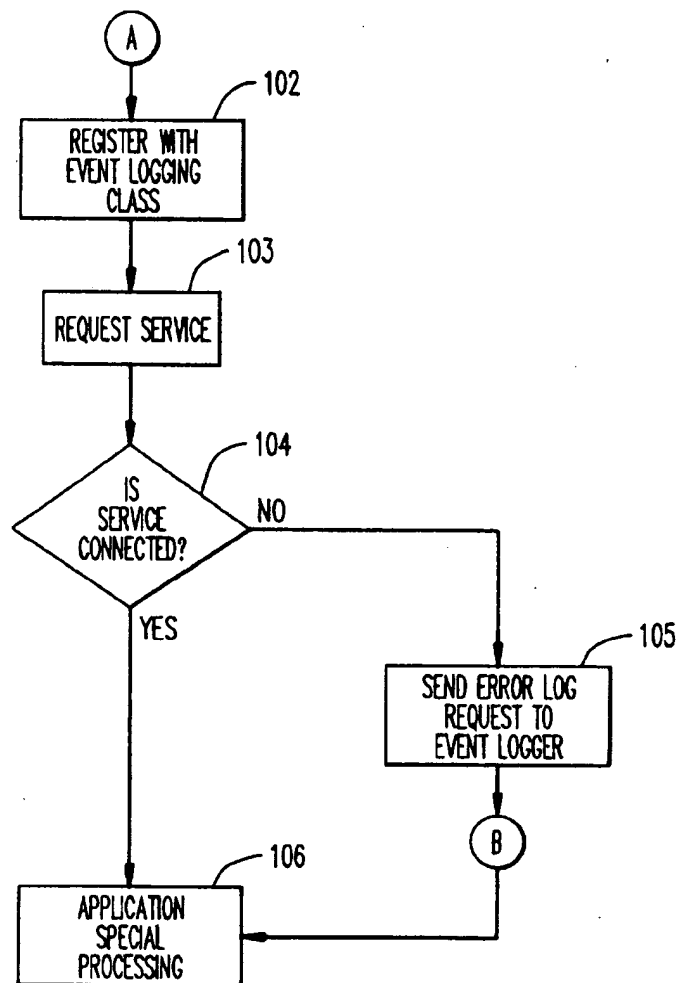 A
102
REGISTER WITH
EVENT LOGGING
CLASS
103
REQUEST SERVICE
104
IS
SERVICE
CONNECTED?
NO
YES
105
SEND ERROR LOG
REQUEST TO
EVENT LOGGER
B
106
APPLICATION
SPECIAL
PROCESSING